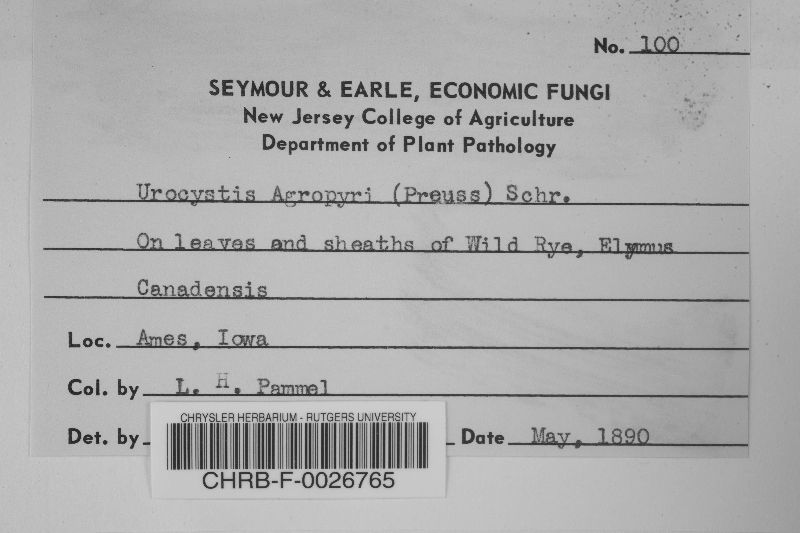 No. 100
SEYMOUR & EARLE, ECONOMIC FUNGI
New Jersey College of Agriculture
Department of Plant Pathology
Urocystis Agropyri (Preuss) Schr.
On leaves and sheaths of Wild Rye, Elymus
Canadensis
Loc. Ames, Iowa
Col. by L. H. Pammel
Det. by Date May, 1890
CHRYSLER HERBARIUM - RUTGERS UNIVERSITY
CHRB-F-0026765